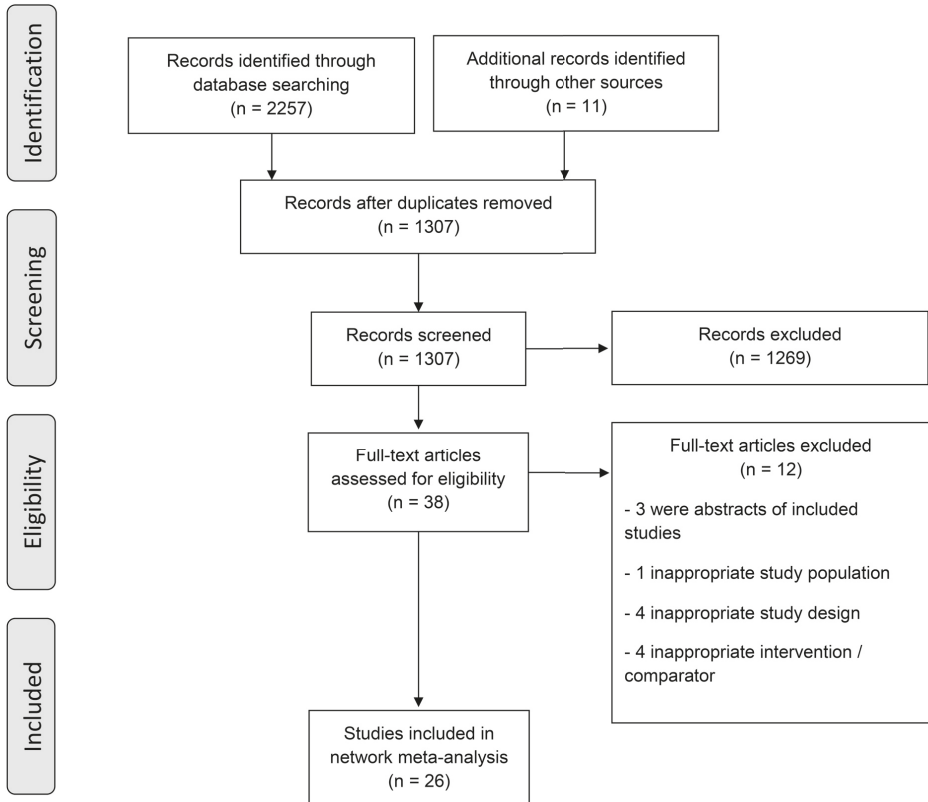 Identification
Records identified through
database searching
(n = 2257)
Additional records identified
through other sources
(n = 11)
Records after duplicates removed
(n = 1307)
Screening
Records screened
(n = 1307)
Records excluded
(n = 1269)
Eligibility
Full-text articles
assessed for eligibility
(n = 38)
Full-text articles excluded
(n = 12)
- 3 were abstracts of included
studies
- 1 inappropriate study population
- 4 inappropriate study design
- 4 inappropriate intervention /
comparator
Included
Studies included in
network meta-analysis
(n = 26)